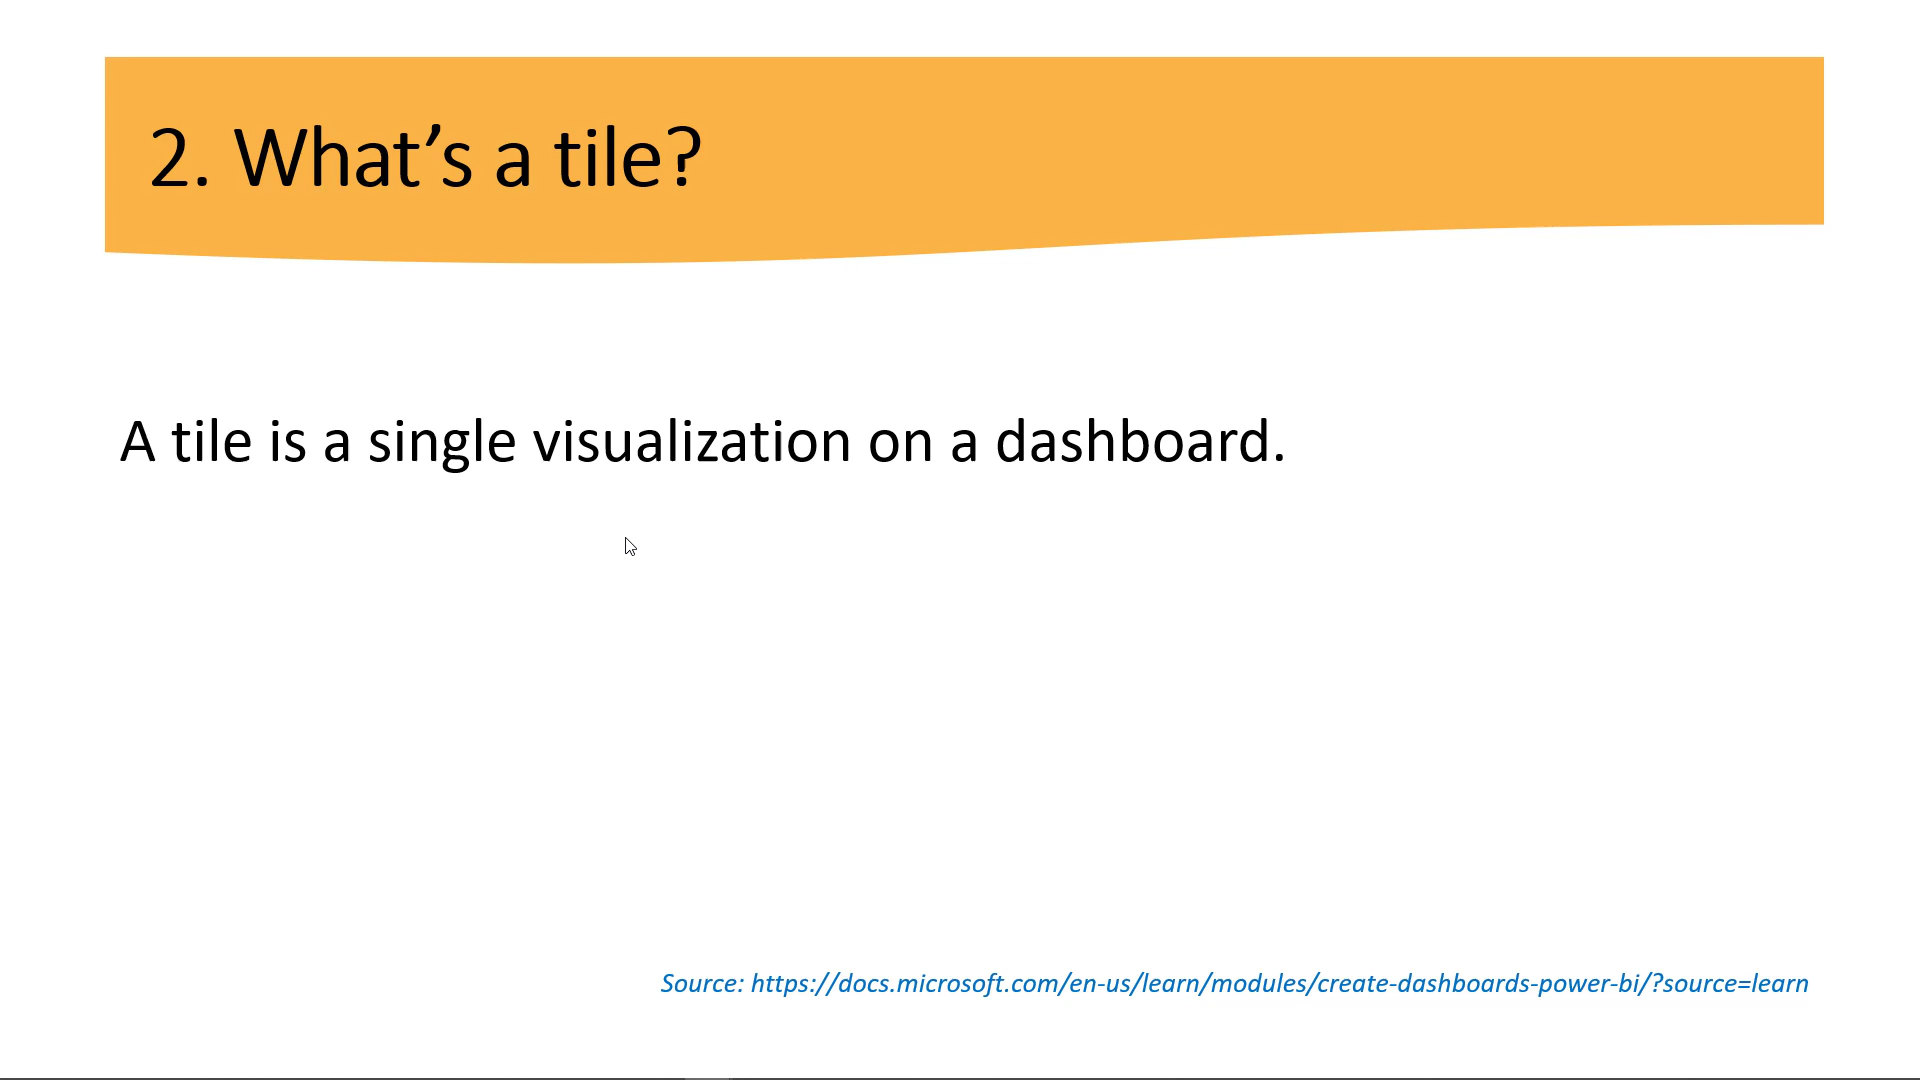 2. What’s a tile?
A tile is a single visualization on a dashboard.
Source: https://docs.microsoft.com/en-us/learn/modules/create-dashboards-power-bi/?source=learn